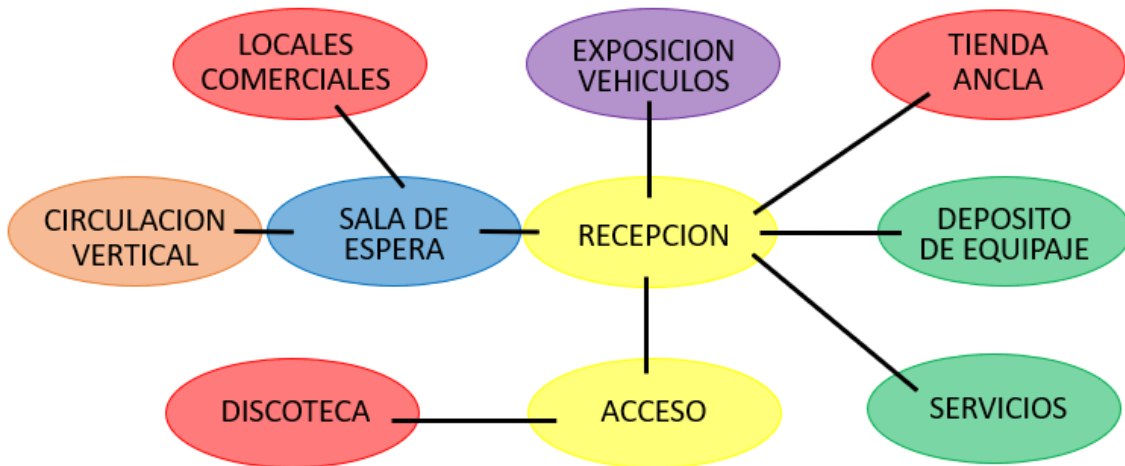 LOCALES
COMERCIALES
EXPOSICION
VEHICULOS
TIENDA
ANCLA
CIRCULACION
VERTICAL
SALA DE
ESPERA
RECEPCION
DEPOSITO
DE EQUIPAJE
DISCOTECA
ACCESO
SERVICIOS